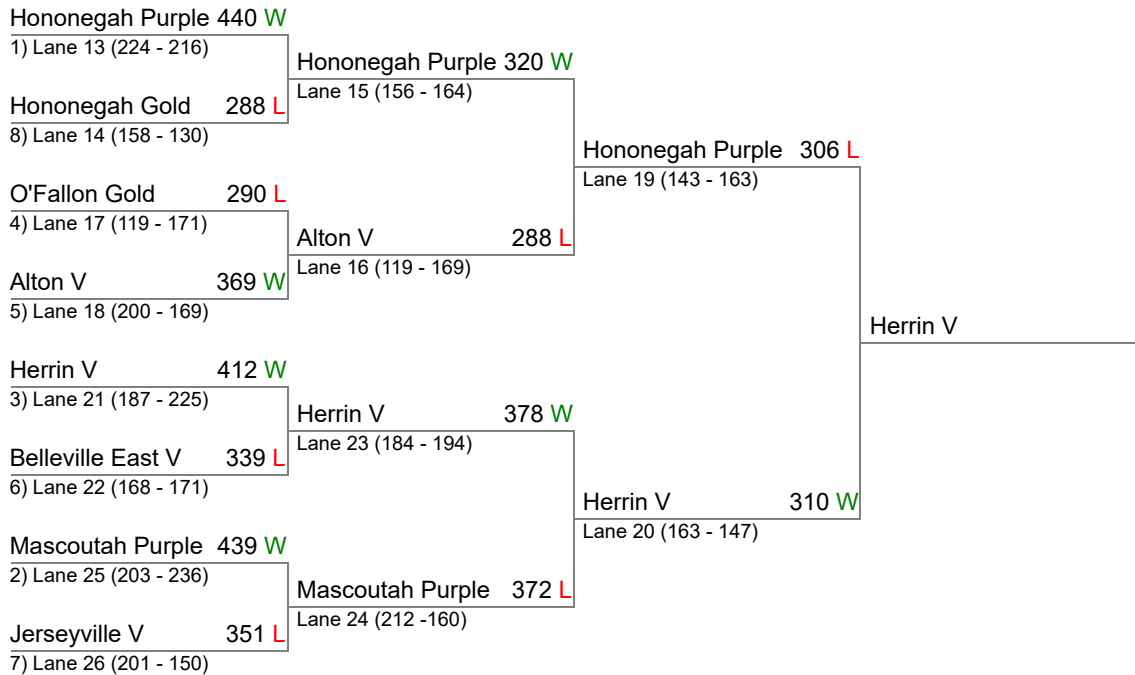 Hononegah Purple 440 W
1) Lane 13 (224 - 216)
Hononegah Gold 288 L
8) Lane 14 (158 - 130)
O'Fallon Gold 290 L
4) Lane 17 (119 - 171)
Alton V 369 W
5) Lane 18 (200 - 169)
Herrin V 412 W
3) Lane 21 (187 - 225)
Belleville East V 339 L
6) Lane 22 (168 - 171)
Mascoutah Purple 439 W
2) Lane 25 (203 - 236)
Jerseyville V 351 L
7) Lane 26 (201 - 150)
Hononegah Purple 320 W
Lane 15 (156 - 164)
Alton V 288 L
Lane 16 (119 - 169)
Herrin V 378 W
Lane 23 (184 - 194)
Mascoutah Purple 372 L
Lane 24 (212 -160)
Hononegah Purple 306 L
Lane 19 (143 - 163)
Herrin V 310 W
Lane 20 (163 - 147)
Herrin V